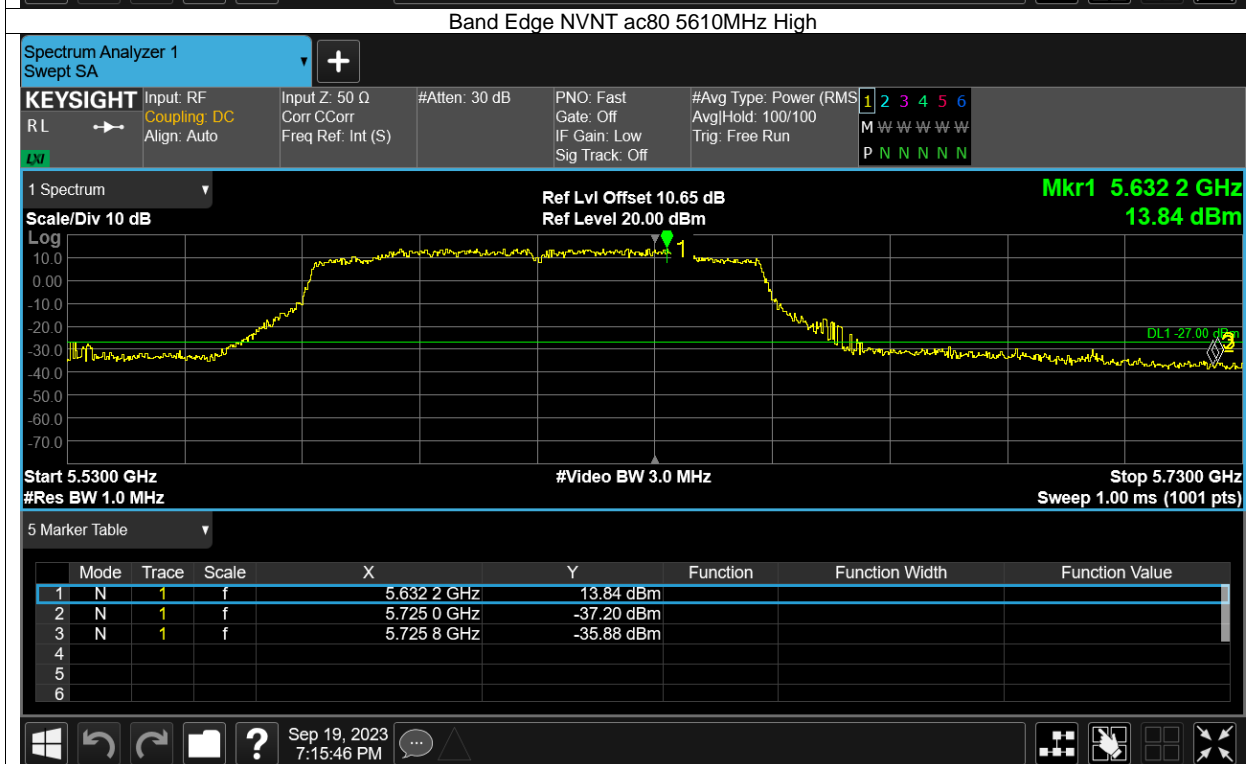 Band Edge NVNT ac80 5610MHz High
Spectrum Analyzer 1
Swept SA
KEYSIGHT Input: RF Input Z: 50 Ω #Atten: 30 dB PNO: Fast #Avg Type: Power (RMS 1 2 3 4 5 6
R L Coupling: DC Corr CCorr Gate: Off Avg|Hold: 100/100 M W W W W W
Align: Auto Freq Ref: Int (S) IF Gain: Low Trig: Free Run
LXI Sig Track: Off P N N N N N N
1 Spectrum Ref Lvl Offset 10.65 dB Mkr1 5.632 2 GHz
Scale/Div 10 dB Ref Level 20.00 dBm 13.84 dBm
Log
10.0 1
0.00
-10.0
-20.0
DL1 -27.00 dBm
-30.0 3
-40.0
-50.0
-60.0
-70.0
Start 5.5300 GHz #Video BW 3.0 MHz Stop 5.7300 GHz
#Res BW 1.0 MHz Sweep 1.00 ms (1001 pts)
5 Marker Table
Mode Trace Scale X Y Function Function Width Function Value
1 N 1 f 5.632 2 GHz 13.84 dBm
2 N 1 f 5.725 0 GHz -37.20 dBm
3 N 1 f 5.725 8 GHz -35.88 dBm
4
5
6
? Sep 19, 2023
7:15:46 PM